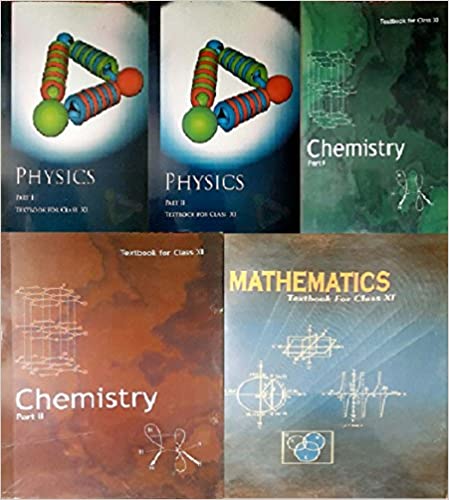 PHYSICS
PART I
TEXTBOOK FOR CLASS XI
PHYSICS
PART II
TEXTBOOK FOR CLASS XI
Textbook for Class XI
Chemistry
Part I
Textbook for Class XI
Chemistry
Part II
MATHEMATICS
Textbook For Class XI